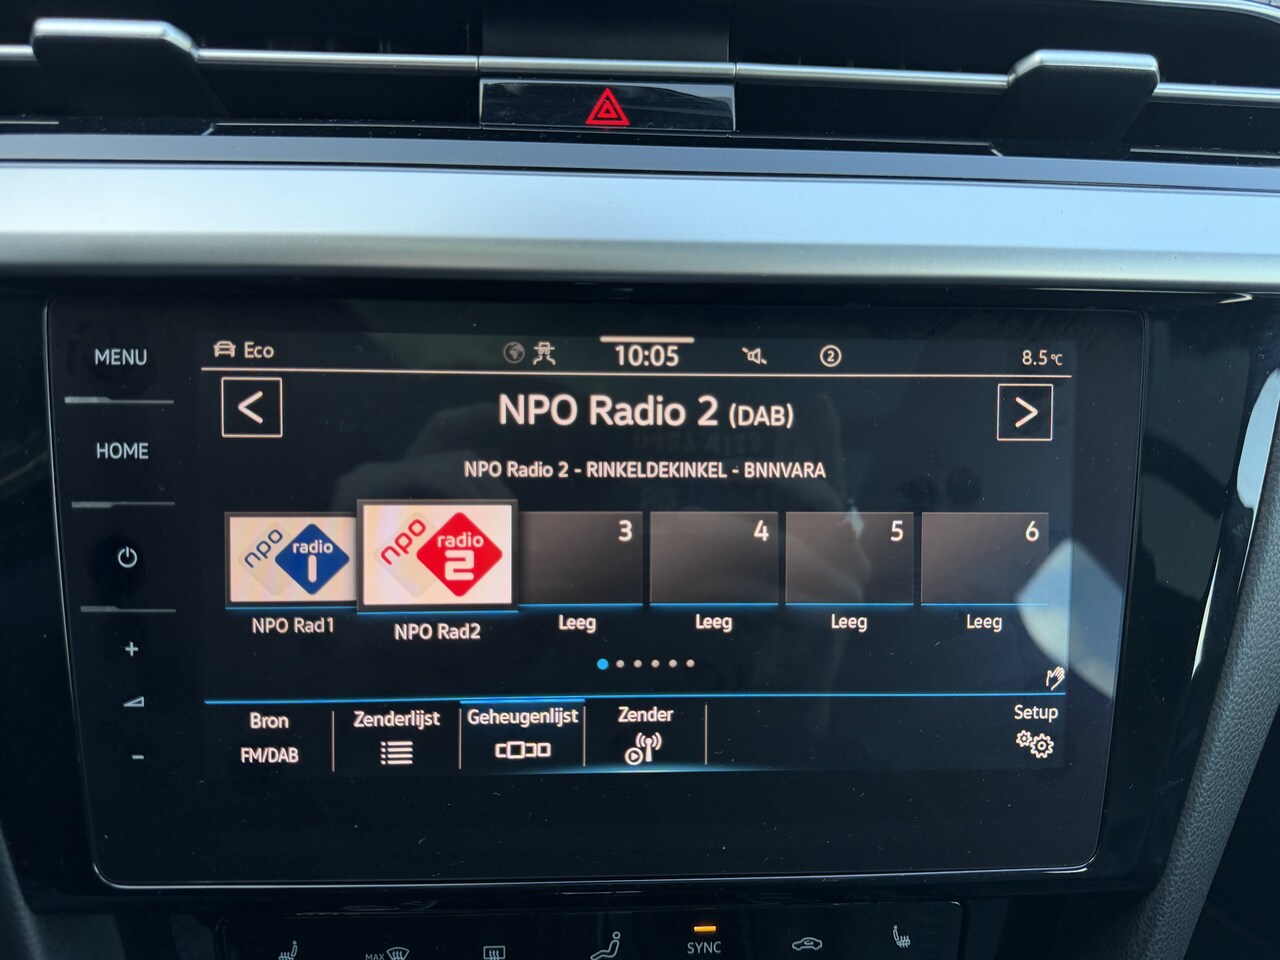 MENU
HOME
+
-
Eco
10:05
2
8.5°C
<
NPO Radio 2 (DAB)
>
NPO Radio 2 - RINKELDEKINKEL - BNNVARA
npo radio 1
npo radio 2
3
4
5
6
NPO Rad1
NPO Rad2
Leeg
Leeg
Leeg
Leeg
Bron
FM/DAB
Zenderlijst
Geheugenlijst
Zender
Setup
MAX
SYNC